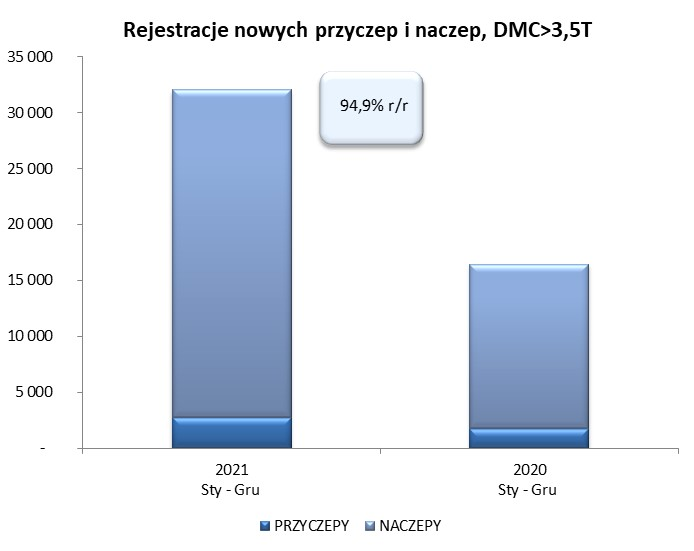 Rejestracje nowych przyczep i naczep, DMC>3,5T
35 000
94,9% r/r
30 000
25 000
20 000
15 000
10 000
5 000
-
2021
2020
Sty - Gru
Sty - Gru
PRZYCZEPY
NACZEPY